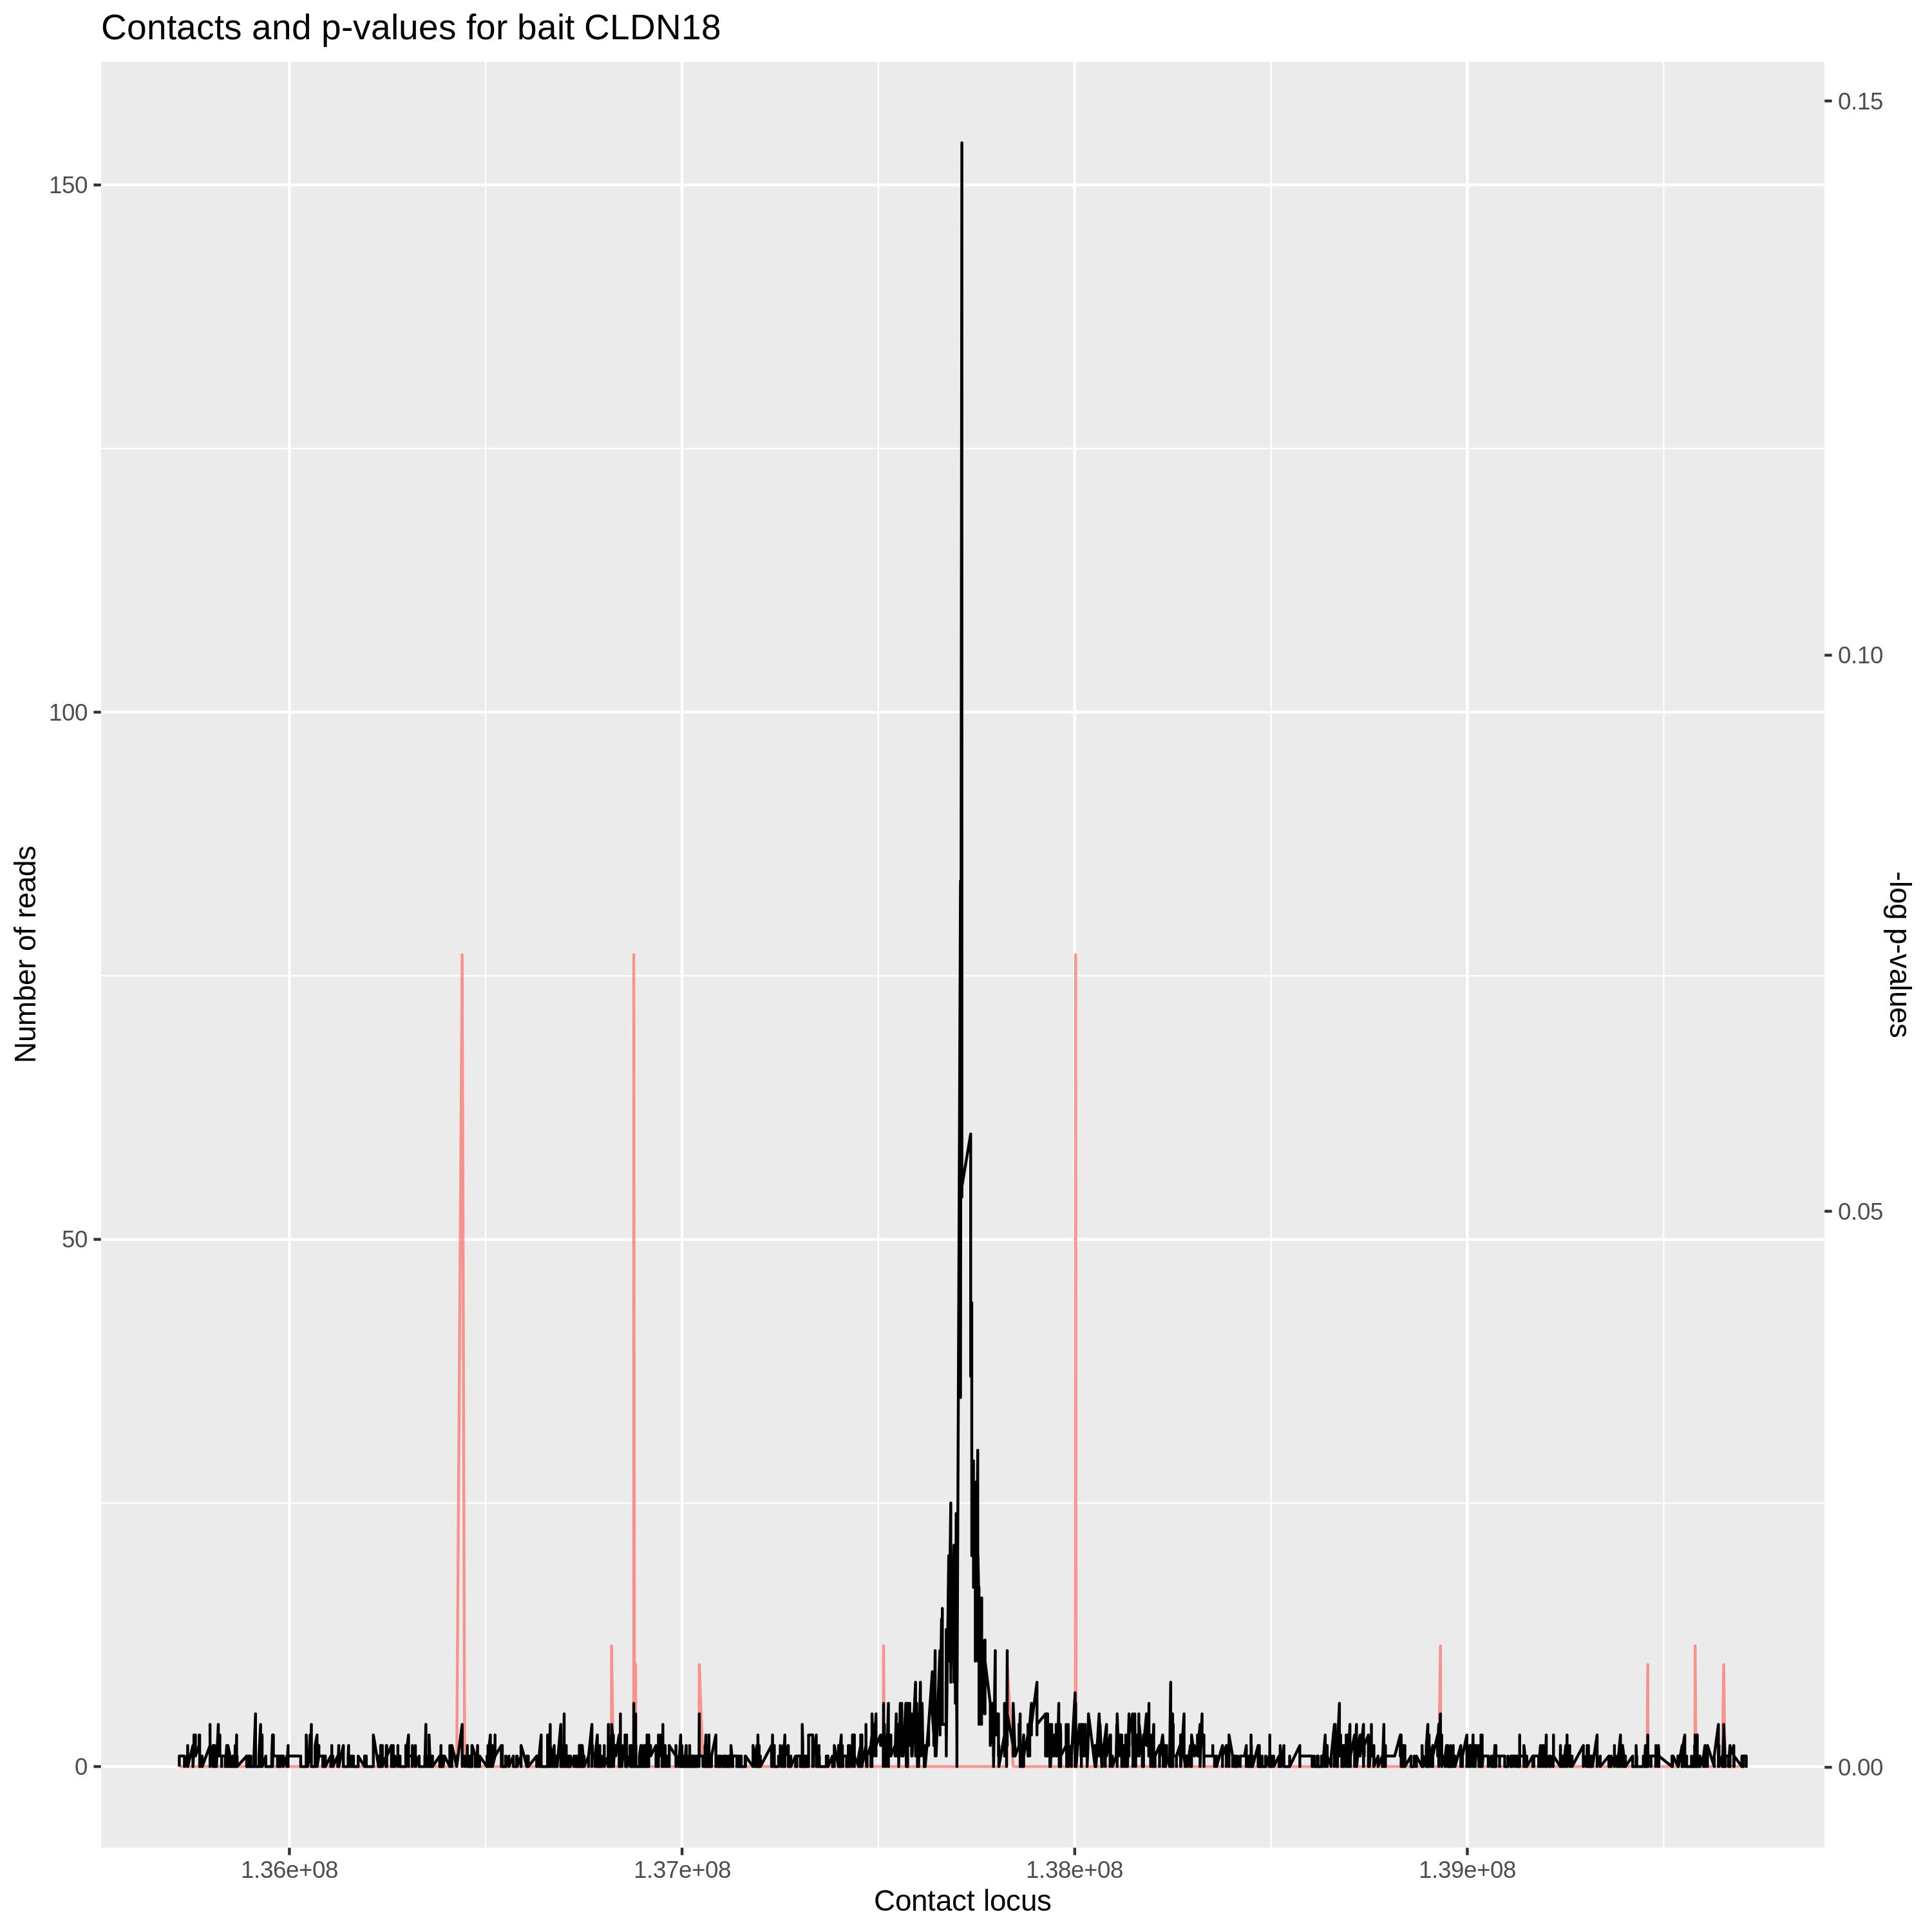 Contacts and p-values for bait CLDN18
150
100
50
0
Number of reads
0.15
0.10
0.05
0.00
-log p-values
1.36e+08
1.37e+08
1.38e+08
1.39e+08
Contact locus